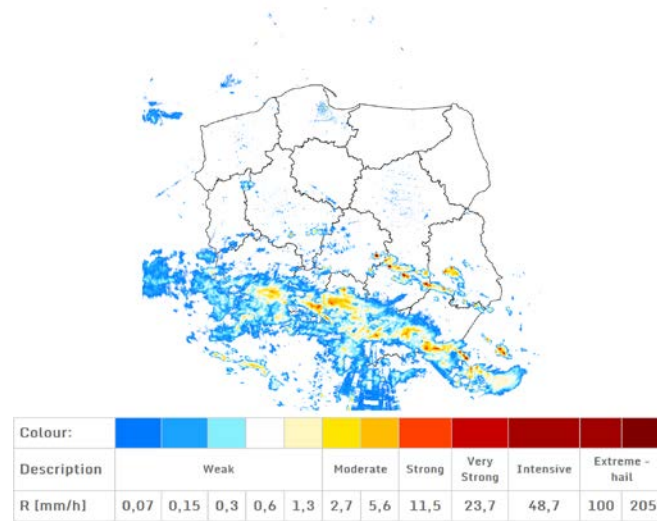 Colour:
Description Weak Moderate Strong Very Strong Intensive Extreme - hail
R [mm/h] 0,07 0,15 0,3 0,6 1,3 2,7 5,6 11,5 23,7 48,7 100 205